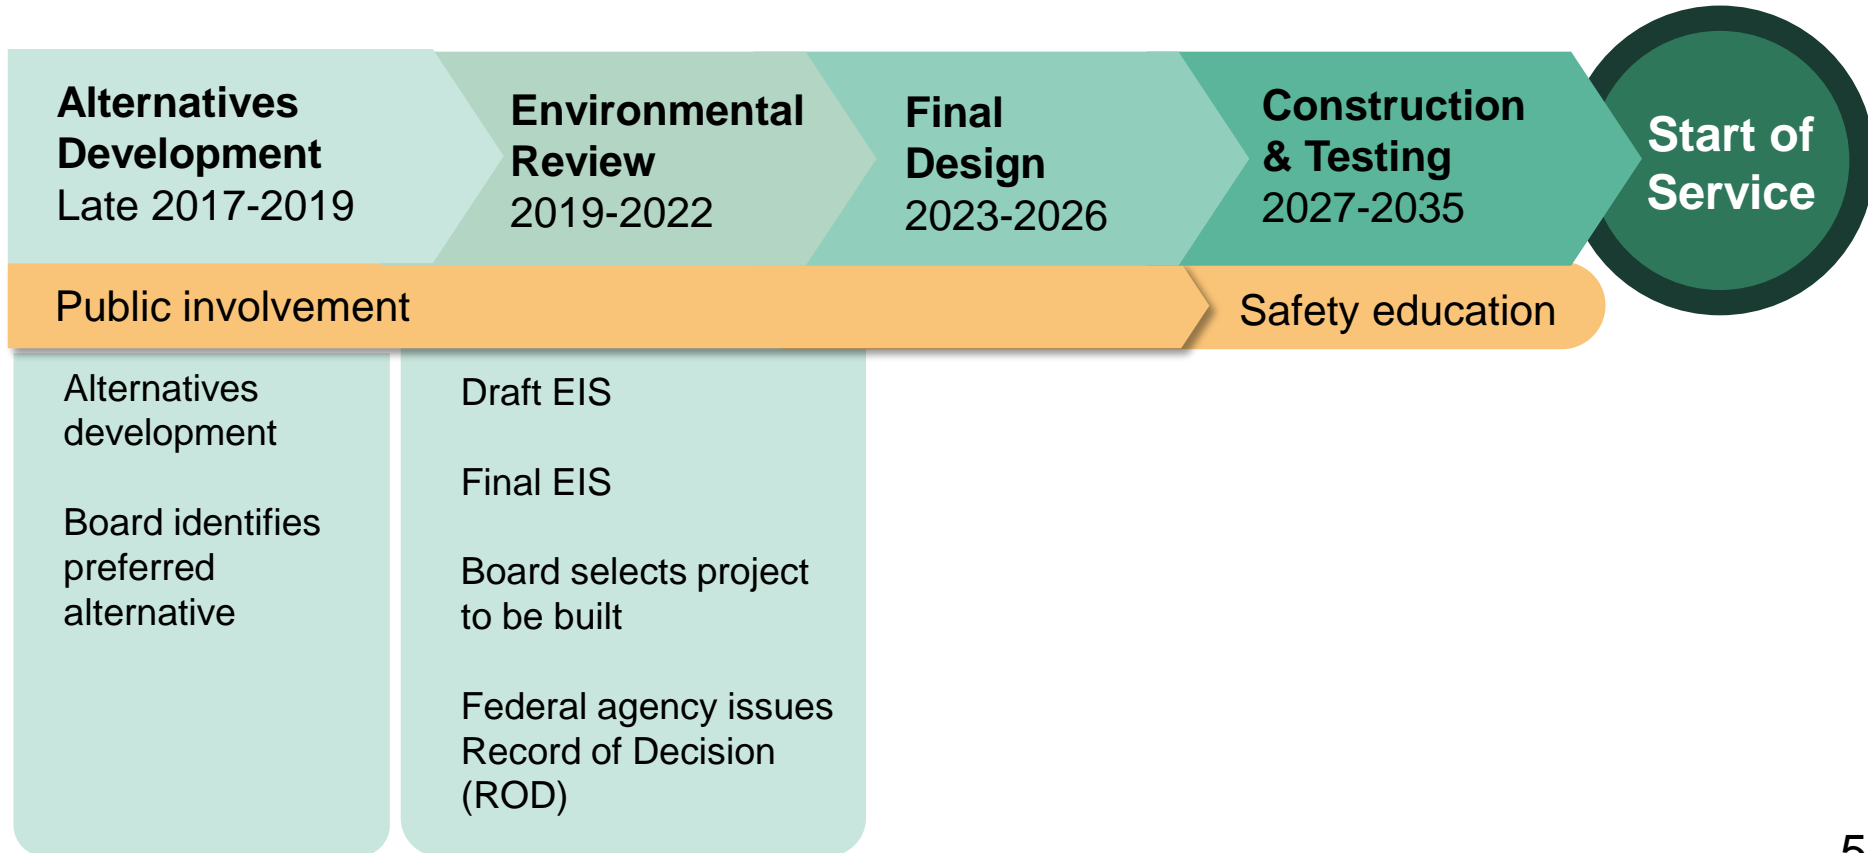 Alternatives
Development
Late 2017-2019
Environmental
Review
2019-2022
Final
Design
2023-2026
Construction
& Testing
2027-2035
Start of
Service
Public involvement
Safety education
Alternatives
development
Board identifies
preferred
alternative
Draft EIS
Final EIS
Board selects project
to be built
Federal agency issues
Record of Decision
(ROD)
5